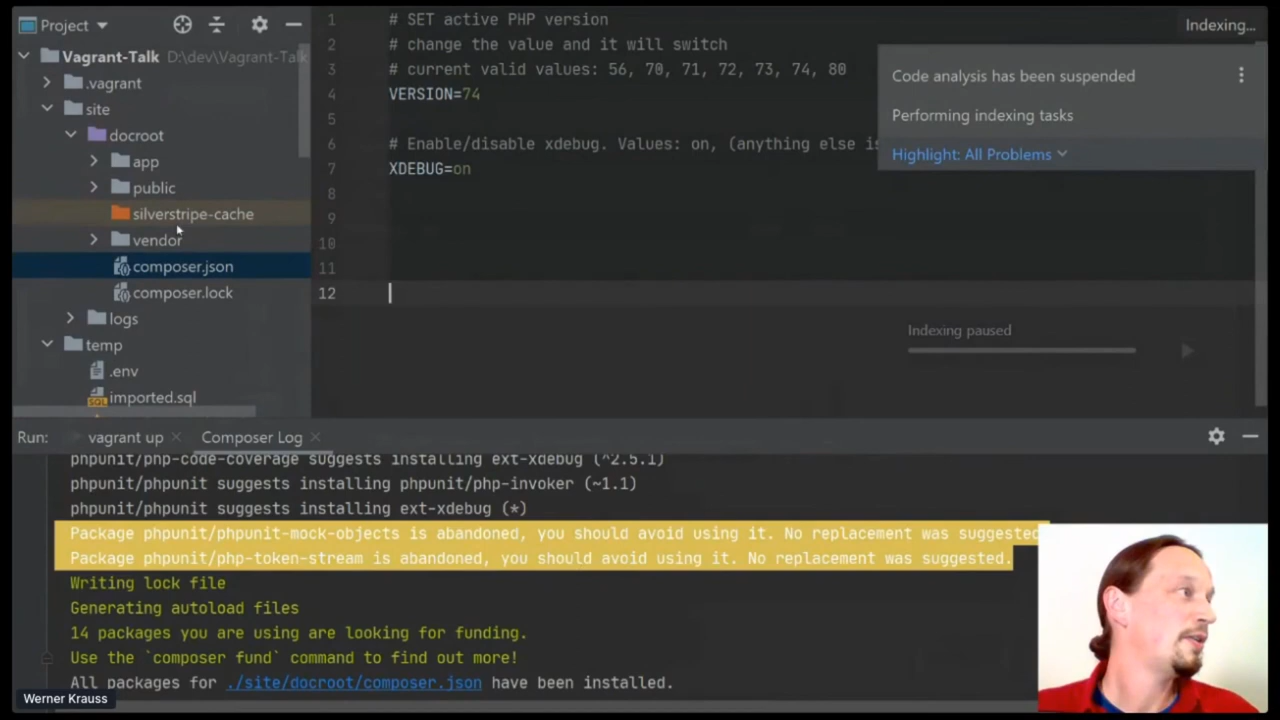 Project
Vagrant-Talk D:\dev\Vagrant-Talk
.vagrant
site
docroot
app
public
silverstripe-cache
vendor
composer.json
composer.lock
logs
temp
.env
imported.sql
1 # SET active PHP version
2 # change the value and it will switch
3 # current valid values: 56, 70, 71, 72, 73, 74, 80
4 VERSION=74
5
6 # Enable/disable xdebug. Values: on, (anything else is
7 XDEBUG=on
8
9
10
11
12
Indexing...
Code analysis has been suspended
Performing indexing tasks
Highlight: All Problems
Indexing paused
Run: vagrant up Composer Log
phpunit/php-code-coverage suggests installing ext-xdebug (^2.5.1)
phpunit/phpunit suggests installing phpunit/php-invoker (~1.1)
phpunit/phpunit suggests installing ext-xdebug (*)
Package phpunit/phpunit-mock-objects is abandoned, you should avoid using it. No replacement was suggested
Package phpunit/php-token-stream is abandoned, you should avoid using it. No replacement was suggested.
Writing lock file
Generating autoload files
14 packages you are using are looking for funding.
Use the `composer fund` command to find out more!
All packages for ./site/docroot/composer.json have been installed.
Werner Krauss